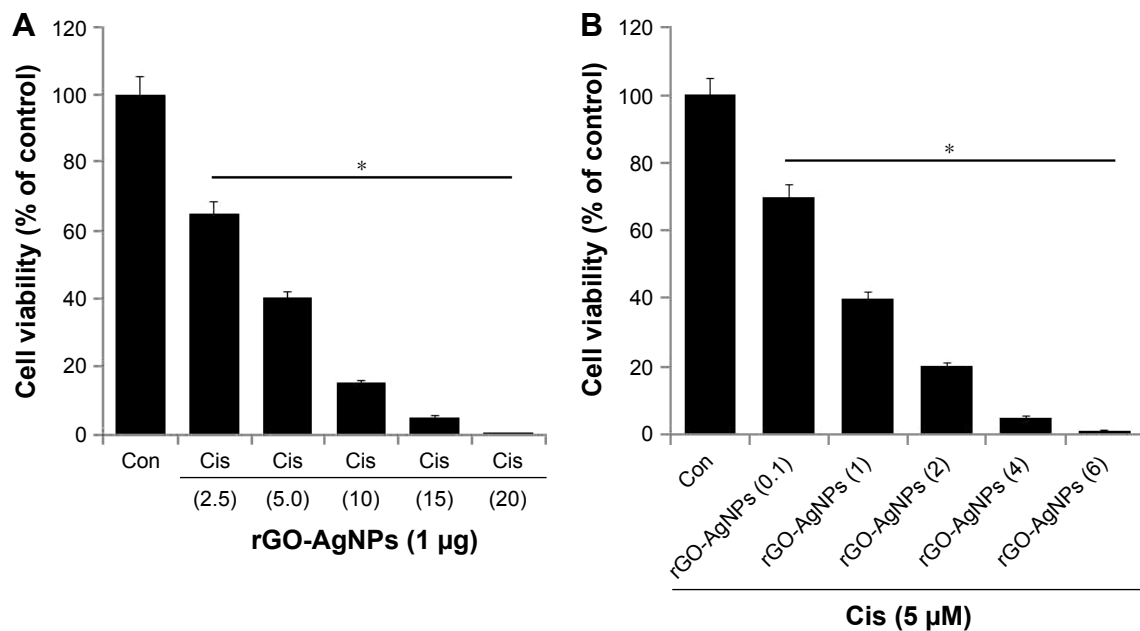 A
Cell viability (% of control)
120
100
80
60
40
20
0
*
Con
Cis
Cis
Cis
Cis
Cis
(2.5)
(5.0)
(10)
(15)
(20)
rGO-AgNPs (1 µg)
B
Cell viability (% of control)
120
100
80
60
40
20
0
*
Con
rGO-AgNPs (0.1)
rGO-AgNPs (1)
rGO-AgNPs (2)
rGO-AgNPs (4)
rGO-AgNPs (6)
Cis (5 µM)